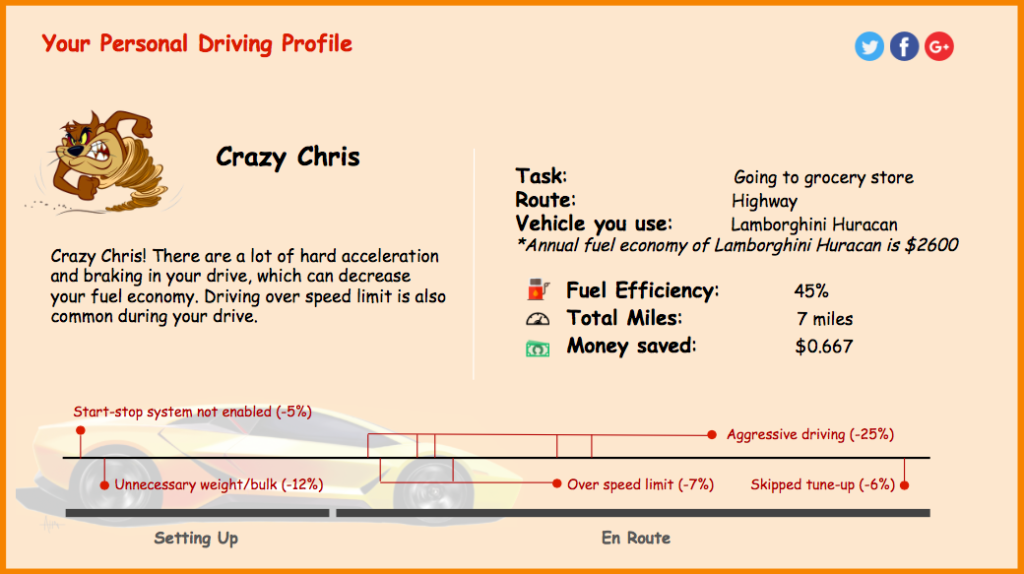 Your Personal Driving Profile
Crazy Chris
Crazy Chris! There are a lot of hard acceleration
and braking in your drive, which can decrease
your fuel economy. Driving over speed limit is also
common during your drive.
Task: Going to grocery store
Route: Highway
Vehicle you use: Lamborghini Huracan
*Annual fuel economy of Lamborghini Huracan is $2600
Fuel Efficiency: 45%
Total Miles: 7 miles
Money saved: $0.667
Start-stop system not enabled (-5%)
Aggressive driving (-25%)
Unnecessary weight/bulk (-12%)
Over speed limit (-7%)
Skipped tune-up (-6%)
Setting Up
En Route